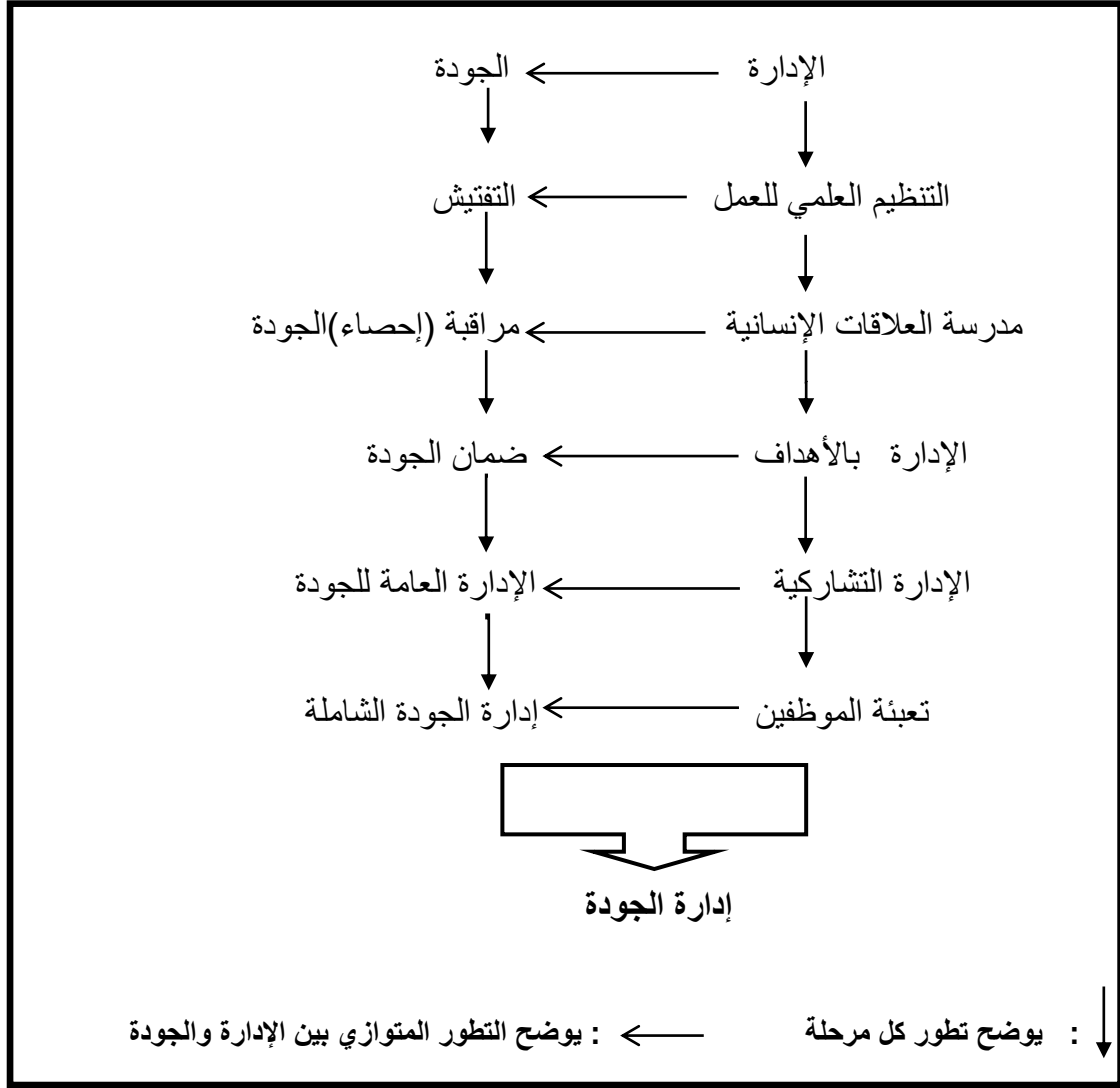 الإدارة الجودة
التنظيم العلمي للعمل التفتيش
مدرسة العلاقات الإنسانية مراقبة (إحصاء)الجودة
الإدارة بالأهداف ضمان الجودة
الإدارة التشاركية الإدارة العامة للجودة
تعبئة الموظفين إدارة الجودة الشاملة
إدارة الجودة
: يوضح تطور كل مرحلة : يوضح التطور المتوازي بين الإدارة والجودة